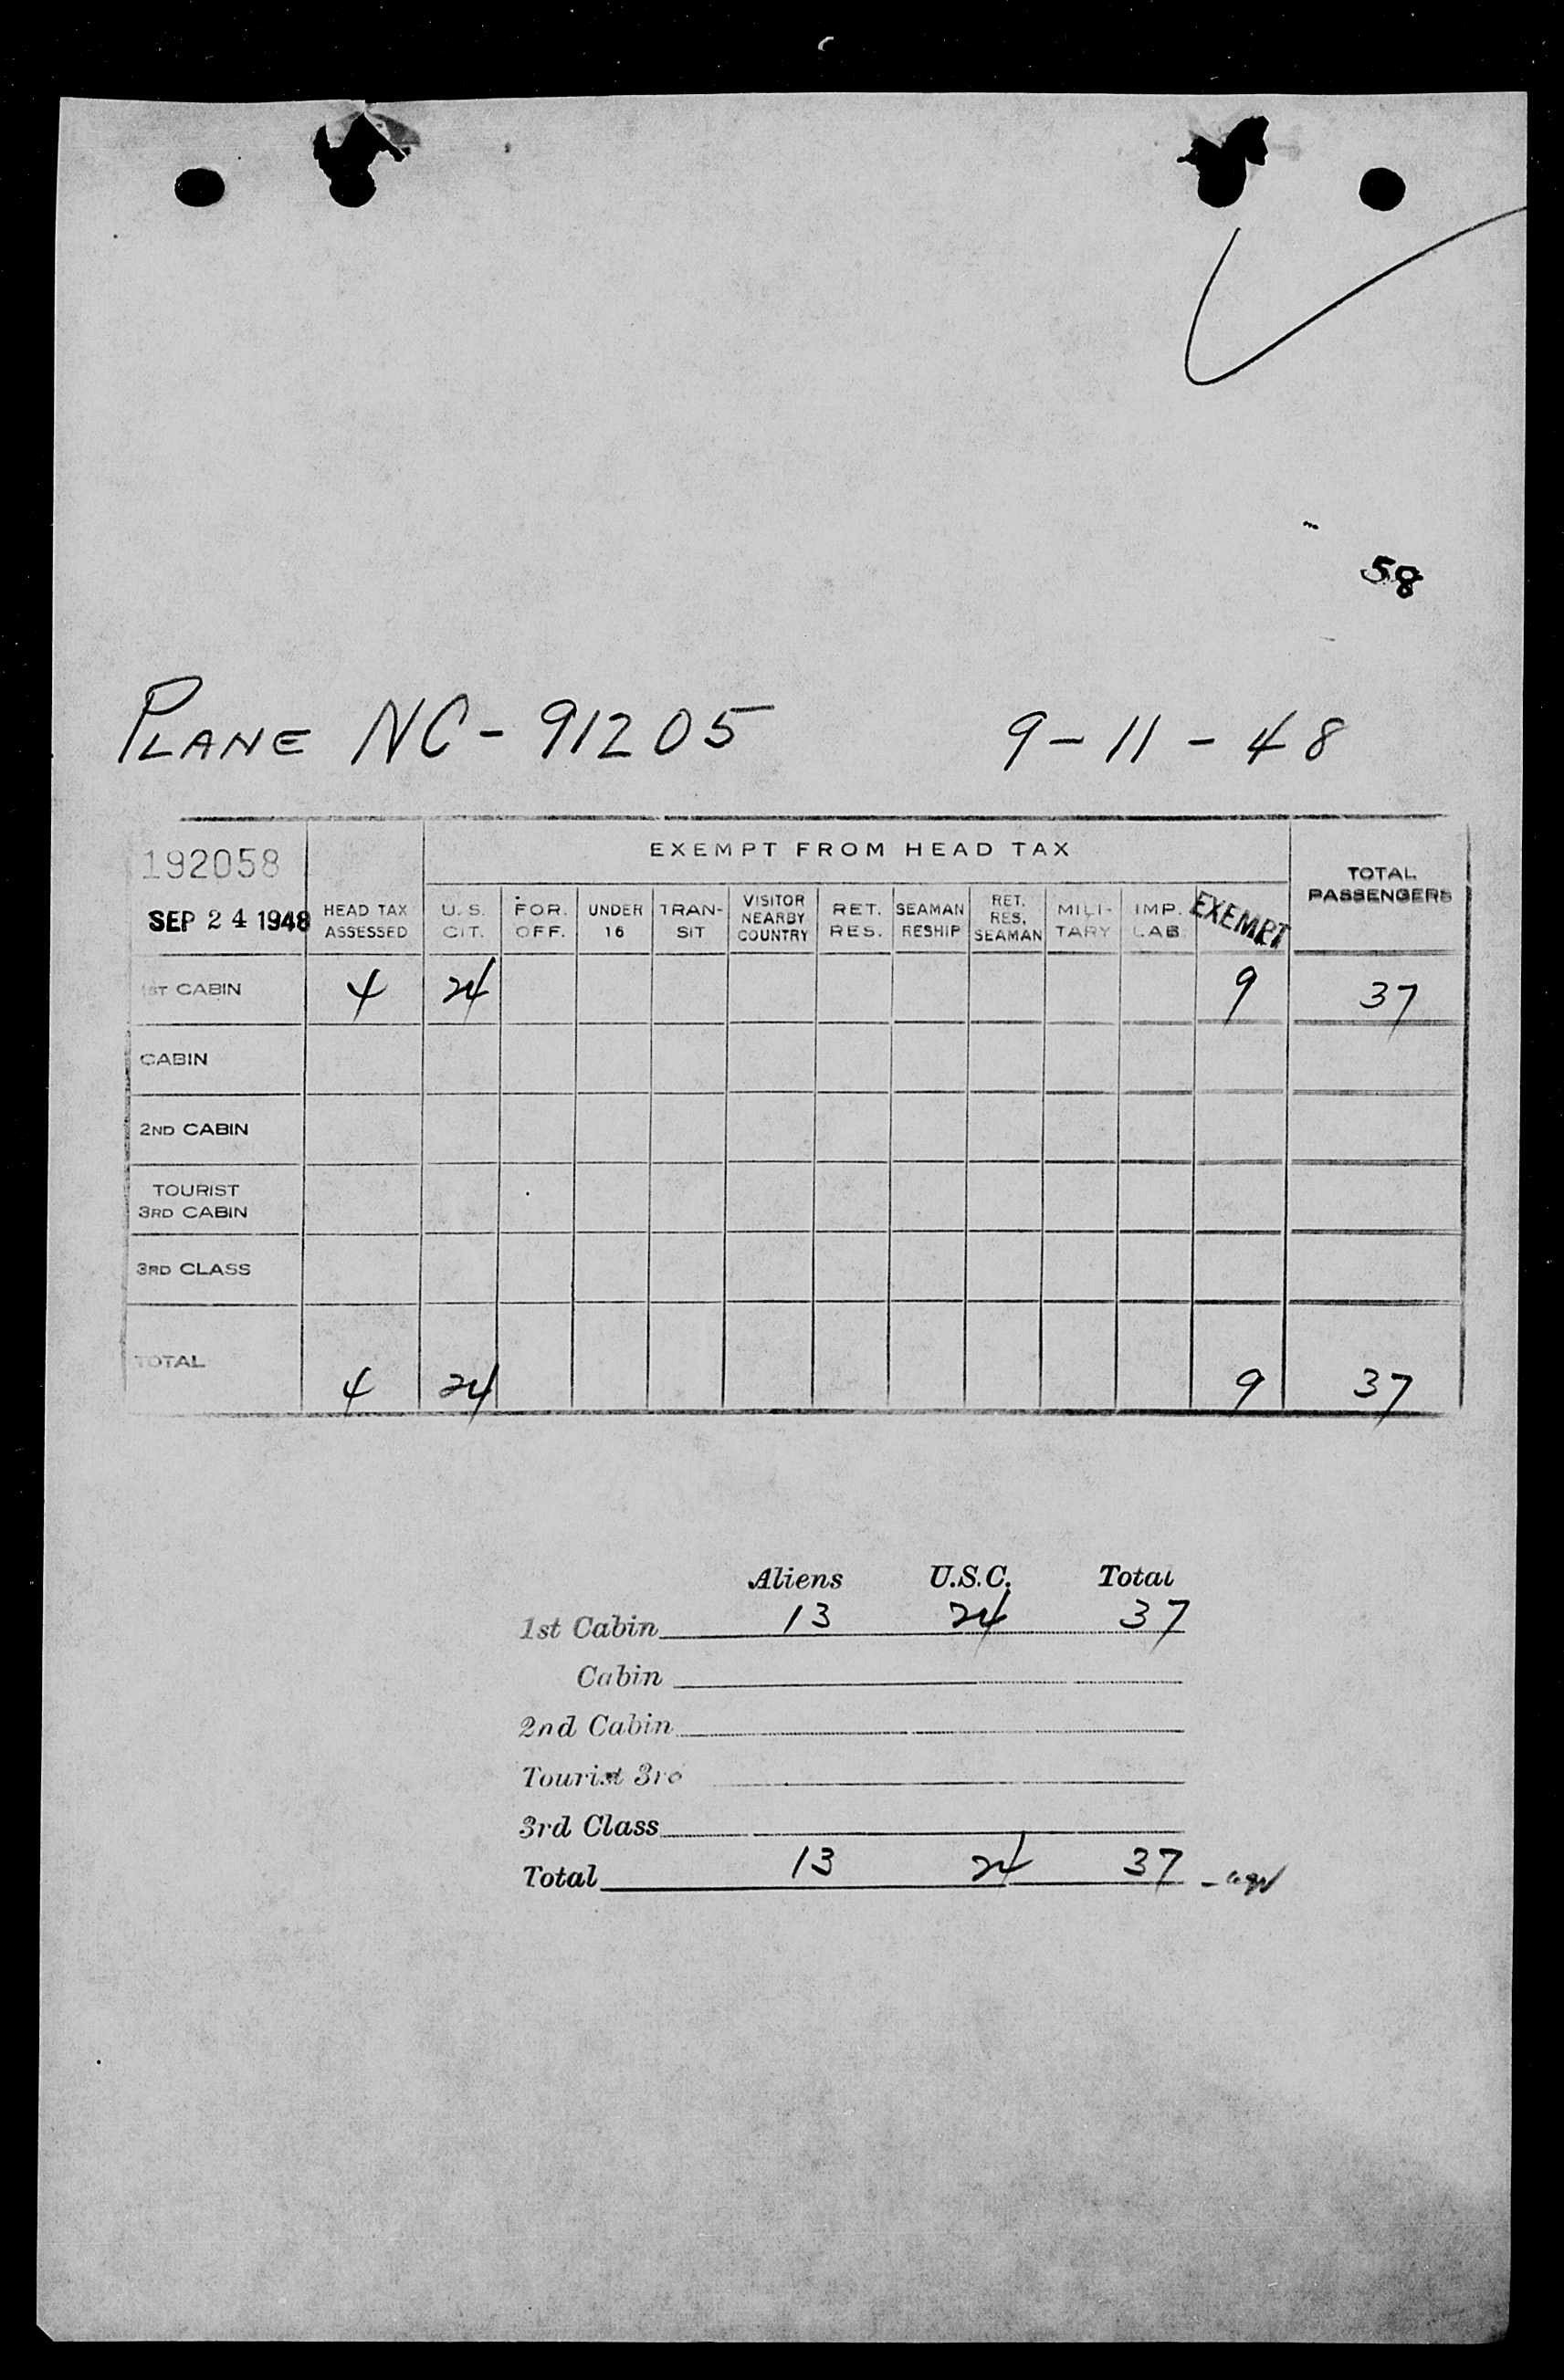 58
PLANE NC-91205 9-11-48
192058
SEP 24 1948
EXEMPT FROM HEAD TAX
HEAD TAX ASSESSED U.S. CIT. FOR. OFF. UNDER 16 TRAN-SIT VISITOR NEARBY COUNTRY RET. RES. SEAMAN RESHIP RET. RES. SEAMAN MILI-TARY IMP. LAB. EXEMPT TOTAL PASSENGERS
1ST CABIN 4 24 9 37
CABIN
2ND CABIN
TOURIST
3RD CABIN
3RD CLASS
TOTAL 4 24 9 37
Aliens U.S.C. Total
1st Cabin 13 24 37
Cabin
2nd Cabin
Tourist 3rd
3rd Class
Total 13 24 37